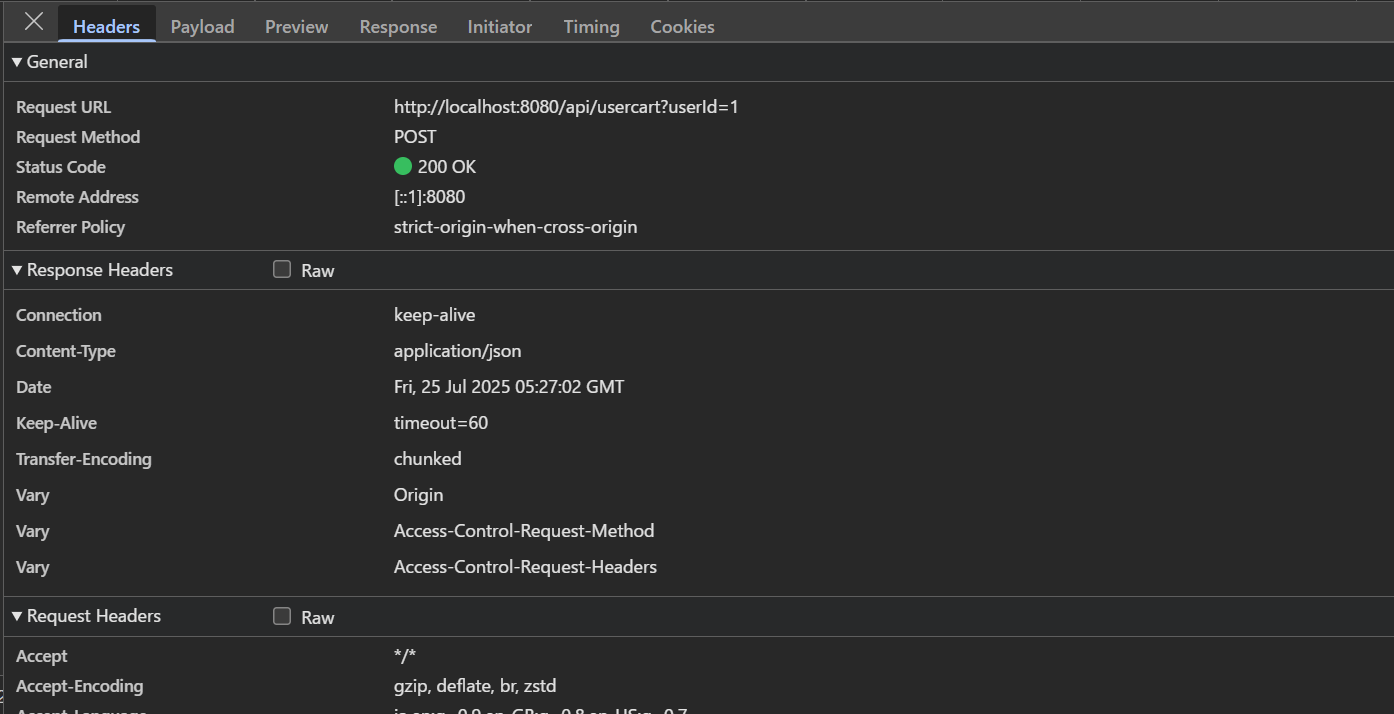 Headers Payload Preview Response Initiator Timing Cookies
General
Request URL http://localhost:8080/api/usercart?userId=1
Request Method POST
Status Code 200 OK
Remote Address [::1]:8080
Referrer Policy strict-origin-when-cross-origin
Response Headers Raw
Connection keep-alive
Content-Type application/json
Date Fri, 25 Jul 2025 05:27:02 GMT
Keep-Alive timeout=60
Transfer-Encoding chunked
Vary Origin
Vary Access-Control-Request-Method
Vary Access-Control-Request-Headers
Request Headers Raw
Accept */*
Accept-Encoding gzip, deflate, br, zstd
Accept-Language